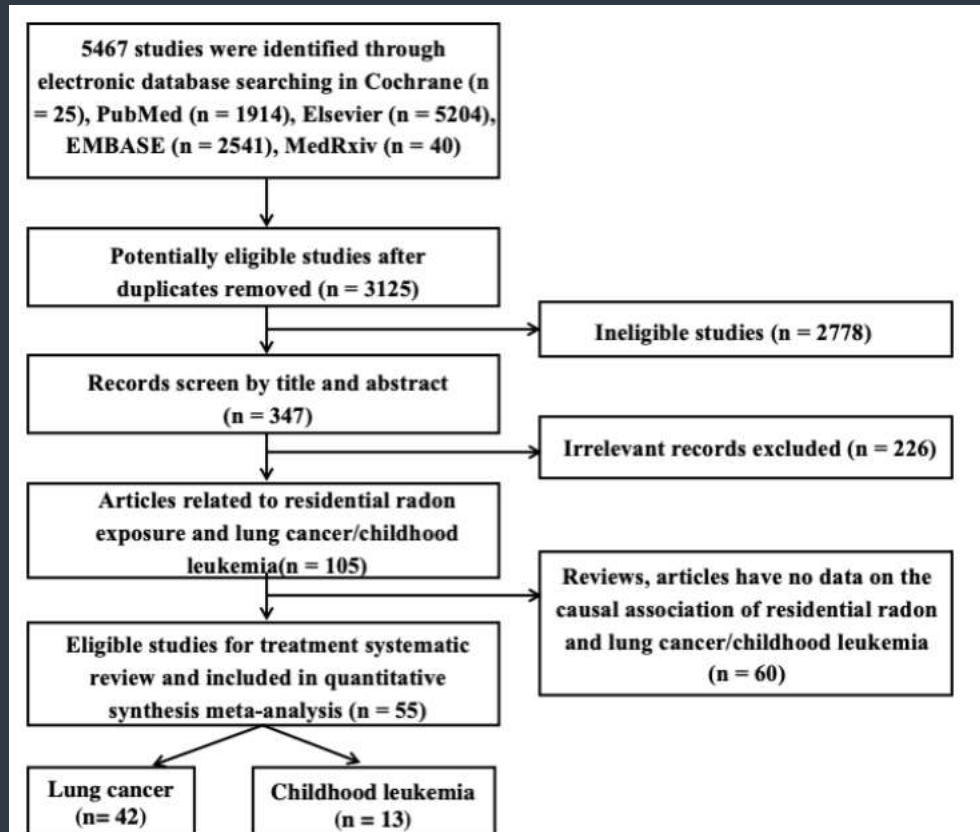 5467 studies were identified through
electronic database searching in Cochrane (n
= 25), PubMed (n = 1914), Elsevier (n = 5204),
EMBASE (n = 2541), MedRxiv (n = 40)
Potentially eligible studies after
duplicates removed (n = 3125)
Ineligible studies (n = 2778)
Records screen by title and abstract
(n = 347)
Irrelevant records excluded (n = 226)
Articles related to residential radon
exposure and lung cancer/childhood
leukemia(n = 105)
Reviews, articles have no data on the
causal association of residential radon
and lung cancer/childhood leukemia
(n = 60)
Eligible studies for treatment systematic
review and included in quantitative
synthesis meta-analysis (n = 55)
Lung cancer
(n= 42)
Childhood leukemia
(n = 13)